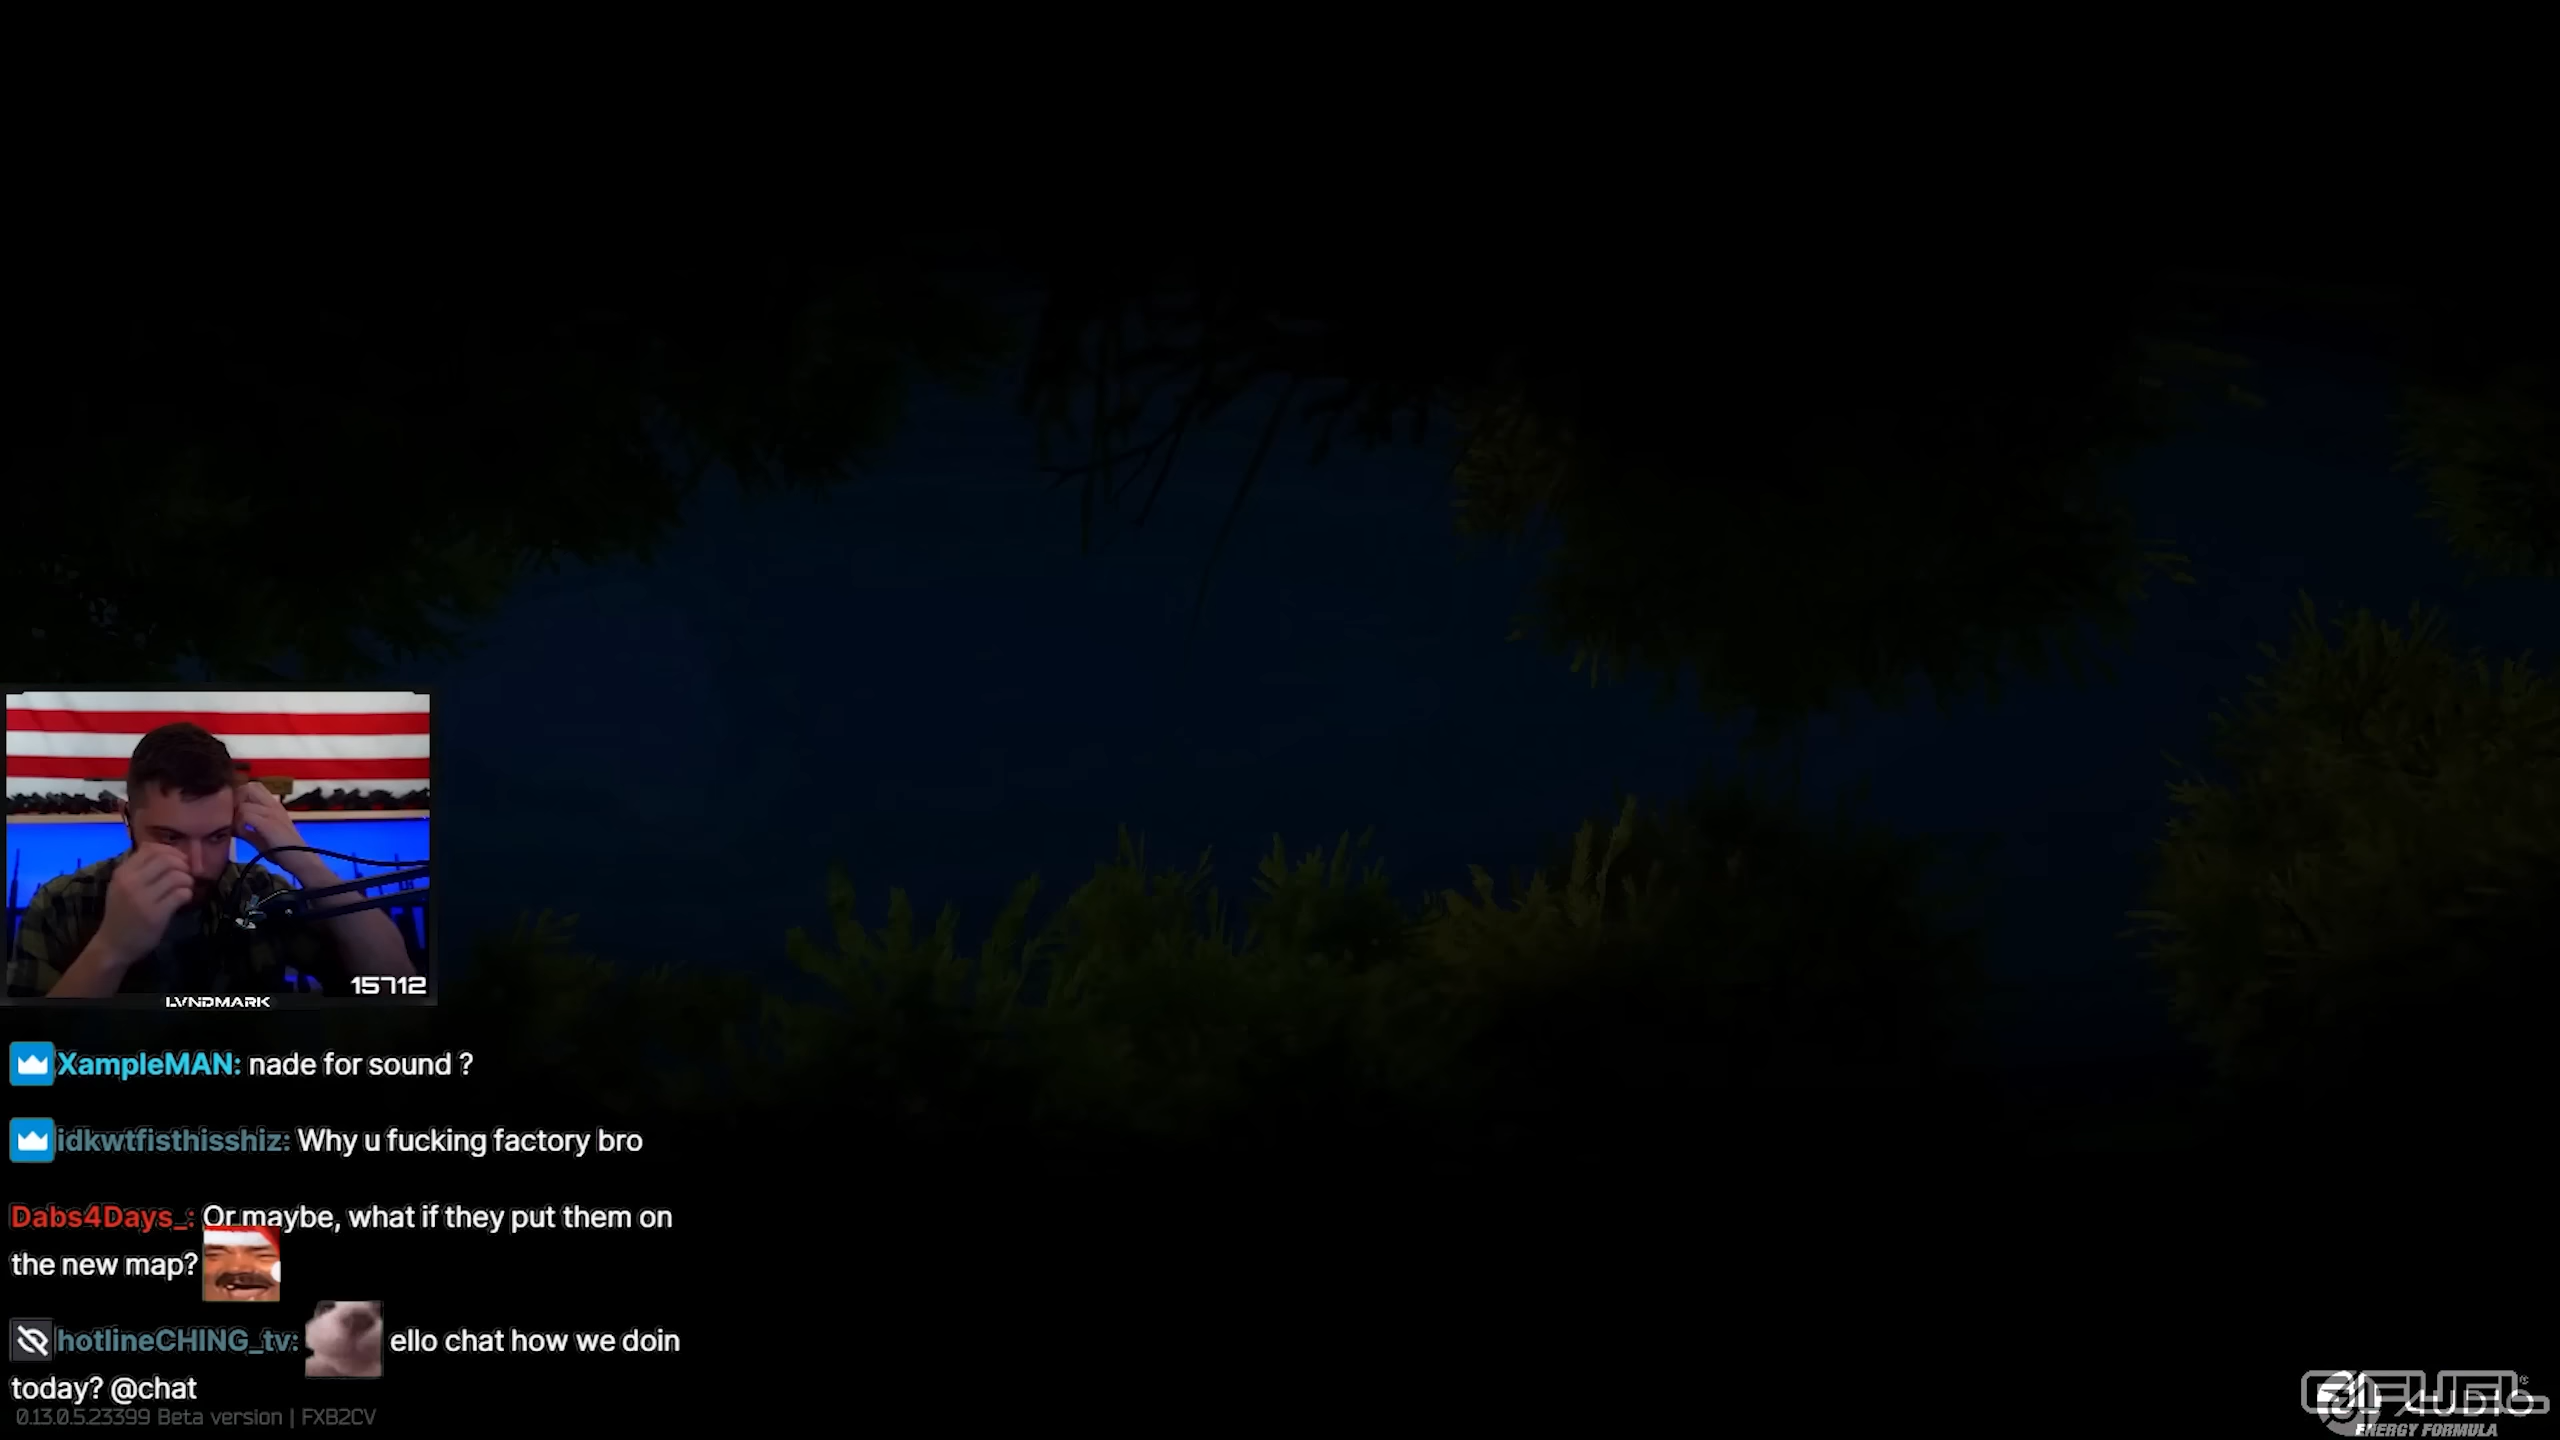 15712
LVNDMARK
XampleMAN: nade for sound ?
idkwtfisthisshiz: Why u fucking factory bro
Dabs4Days_: Or maybe, what if they put them on
the new map?
hotlineCHING_tv: ello chat how we doin
today? @chat
0.13.0.5.23399 Beta version | FXB2CV
AUDIO
ENERGY FORMULA